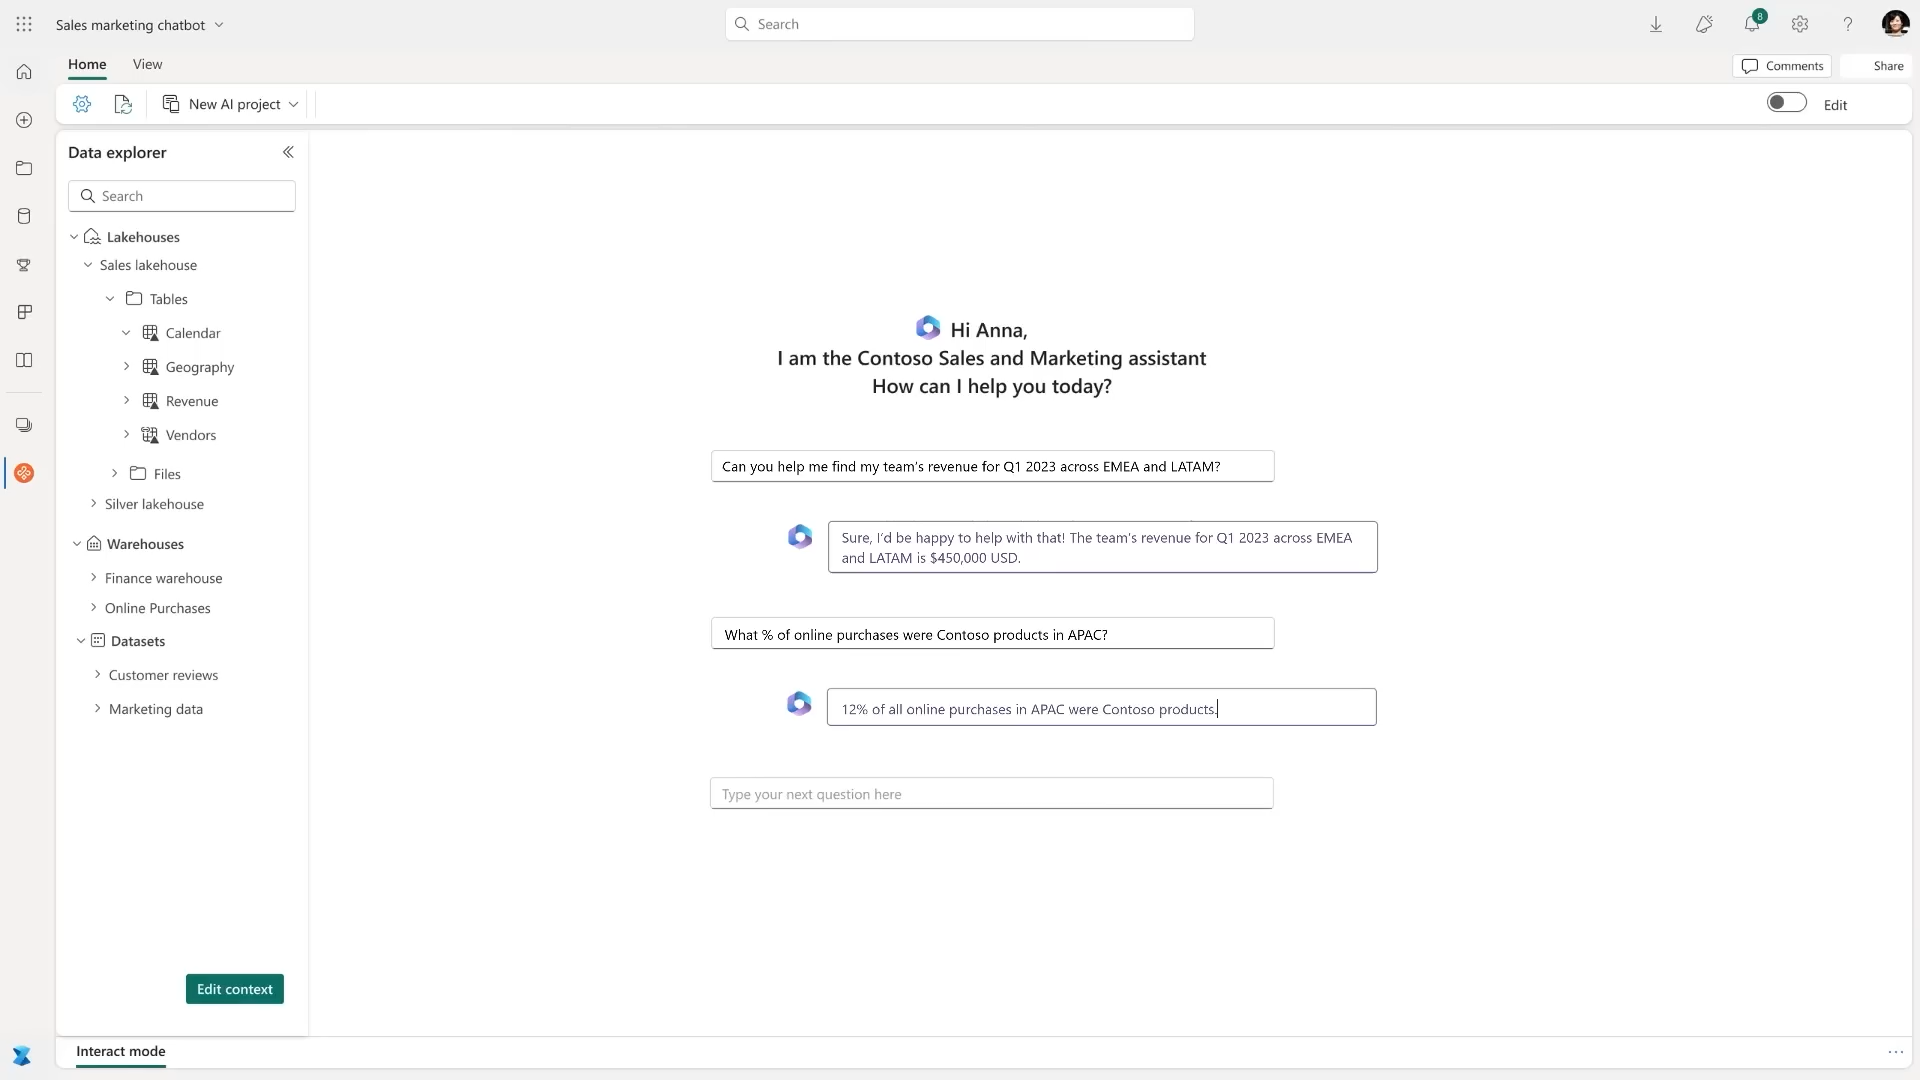 Sales marketing chatbot
Search
8
Home
View
Comments
Share
New AI project
Edit
Data explorer
Search
Lakehouses
Sales lakehouse
Tables
Calendar
Geography
Revenue
Vendors
Files
Silver lakehouse
Warehouses
Finance warehouse
Online Purchases
Datasets
Customer reviews
Marketing data
Edit context
Hi Anna,
I am the Contoso Sales and Marketing assistant
How can I help you today?
Can you help me find my team's revenue for Q1 2023 across EMEA and LATAM?
Sure, I'd be happy to help with that! The team's revenue for Q1 2023 across EMEA
and LATAM is $450,000 USD.
What % of online purchases were Contoso products in APAC?
12% of all online purchases in APAC were Contoso products.
Type your next question here
Interact mode